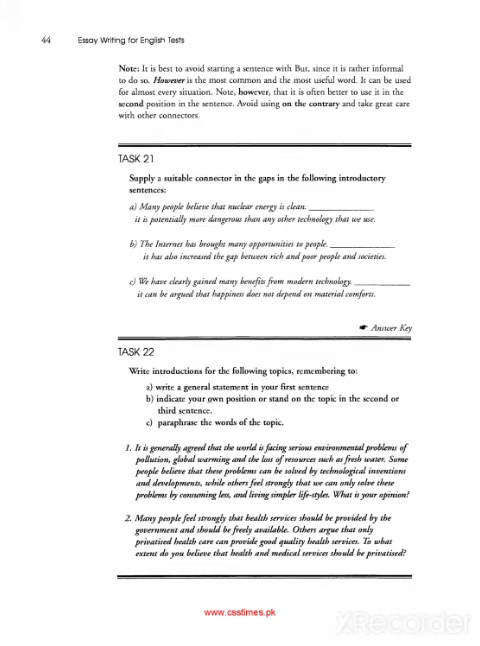 44 Essay Writing for English Tests
Note: It is best to avoid starting a sentence with But, since it is rather informal
to do so. However is the most common and the most useful word. It can be used
for almost every situation. Note, however, that it is often better to use it in the
second position in the sentence. Avoid using on the contrary and take great care
with other connectors.
TASK 21
Supply a suitable connector in the gaps in the following introductory
sentences:
a) Many people believe that nuclear energy is clean. ____________
it is potentially more dangerous than any other technology that we use.
b) The Internet has broughs many opportunities to people. ____________
it has also increased the gap between rich and poor people and societies.
c) We have clearly gained many benefits from modern technology. ____________
it can be argued that happiness does not depend on material comforts.
☛ Answer Key
TASK 22
Write introductions for the following topics, remembering to:
a) write a general statement in your first sentence
b) indicate your own position or stand on the topic in the second or
third sentence.
c) paraphrase the words of the topic.
1. It is generally agreed that the world is facing serious environmental problems of
pollution, global warming and the loss of resources such as fresh water. Some
people believe that these problems can be solved by technological inventions
and developments, while others feel strongly that we can only solve these
problems by consuming less, and living simpler life-styles. What is your opinion?
2. Many people feel strongly that health services should be provided by the
government and should be freely available. Others argue that only
privatised health care can provide good quality health services. To what
extent do you believe that health and medical services should be privatised?
www.csstimes.pk
XRecorder